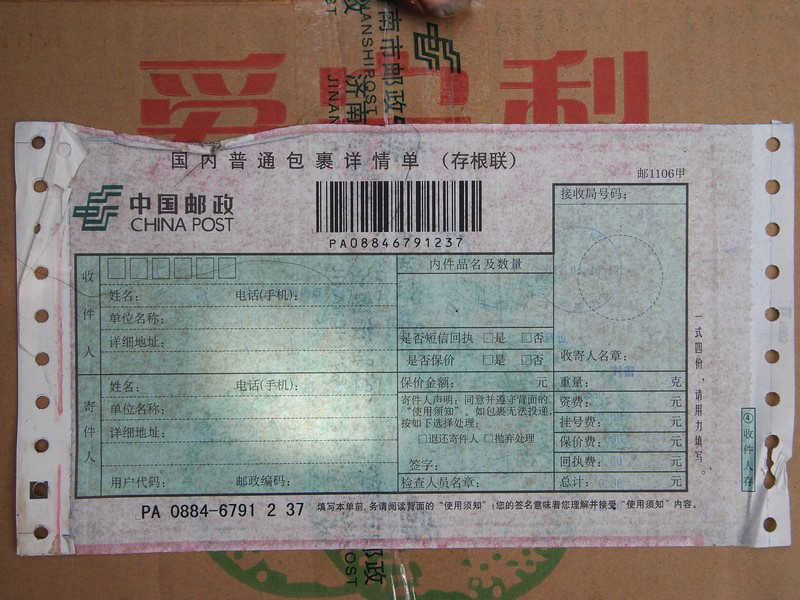 爱
利
NANSHIPOST
JINAN
南市邮政
济南
国内普通包裹详情单 (存根联)
邮1106甲
中国邮政
CHINA POST
PA08846791237
接收局号码:
收件人
姓名: 电话(手机):
单位名称:
详细地址:
内件品名及数量
是否短信回执 □是 □否
是否保价 □是 □否
收寄人名章:
寄件人
姓名: 电话(手机):
单位名称:
详细地址:
用户代码: 邮政编码:
保价金额: 元
寄件人声明:同意并遵守背面的
“使用须知”。如包裹无法投递,
按如下选择处理:
□退还寄件人 □抛弃处理
签字:
检查人员名章:
重量: 克
资费: 元
挂号费: 元
保价费: 元
回执费: 元
总计: 元
一式四份,请用力填写。
④收件人存
PA 0884-6791 2 37
填写本单前,务请阅读背面的“使用须知”!您的签名意味着您理解并接受“使用须知”内容。
邮政
OST